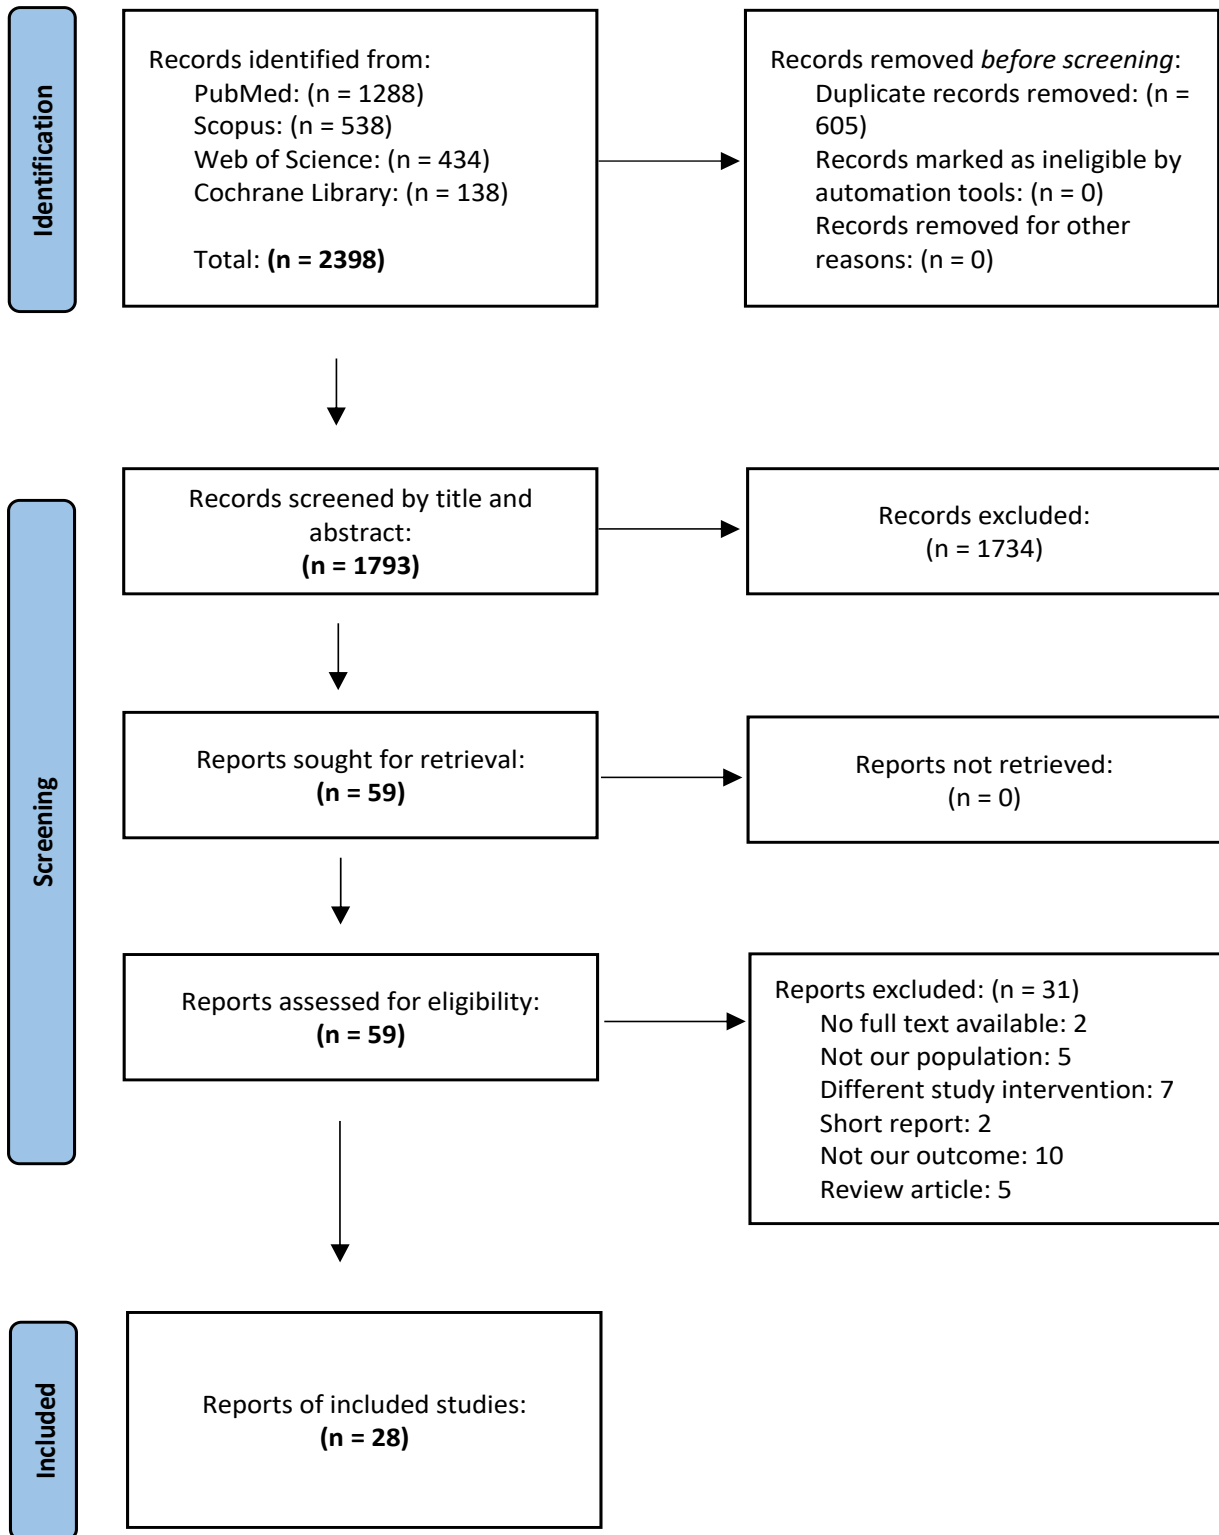 Identification
Records identified from:
PubMed: (n = 1288)
Scopus: (n = 538)
Web of Science: (n = 434)
Cochrane Library: (n = 138)
Total: (n = 2398)
Records removed before screening:
Duplicate records removed: (n =
605)
Records marked as ineligible by
automation tools: (n = 0)
Records removed for other
reasons: (n = 0)
Screening
Records screened by title and
abstract:
(n = 1793)
Records excluded:
(n = 1734)
Reports sought for retrieval:
(n = 59)
Reports not retrieved:
(n = 0)
Reports assessed for eligibility:
(n = 59)
Reports excluded: (n = 31)
No full text available: 2
Not our population: 5
Different study intervention: 7
Short report: 2
Not our outcome: 10
Review article: 5
Included
Reports of included studies:
(n = 28)